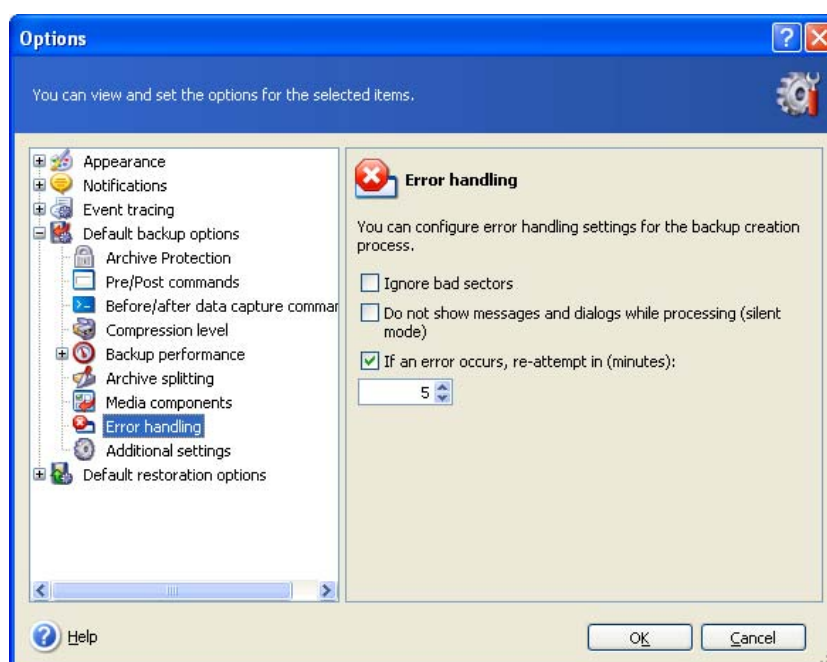 Options
You can view and set the options for the selected items.
Appearance
Notifications
Event tracing
Default backup options
Archive Protection
Pre/Post commands
Before/after data capture commar
Compression level
Backup performance
Archive splitting
Media components
Error handling
Additional settings
Default restoration options
Error handling
You can configure error handling settings for the backup creation
process.
Ignore bad sectors
Do not show messages and dialogs while processing (silent
mode)
If an error occurs, re-attempt in (minutes):
5
Help
OK
Cancel